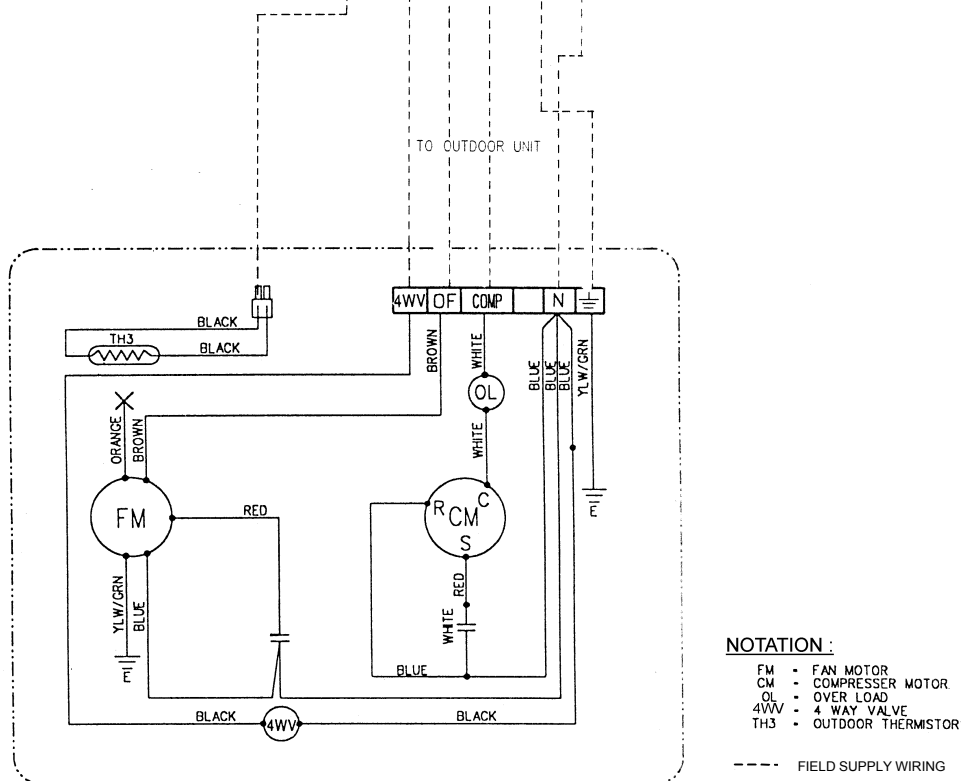 TO OUTDOOR UNIT
4WV OF COMP N
BLACK
TH3
BLACK
BROWN
WHITE
BLUE
BLUE
BLUE
YLW/GRN
OL
ORANGE
BROWN
WHITE
FM
RED
R C
CM
S
E
YLW/GRN
BLUE
RED
WHITE
E
BLUE
BLACK
4WV
BLACK
NOTATION :
FM - FAN MOTOR
CM - COMPRESSER MOTOR
OL - OVER LOAD
4WV - 4 WAY VALVE
TH3 - OUTDOOR THERMISTOR
---- FIELD SUPPLY WIRING